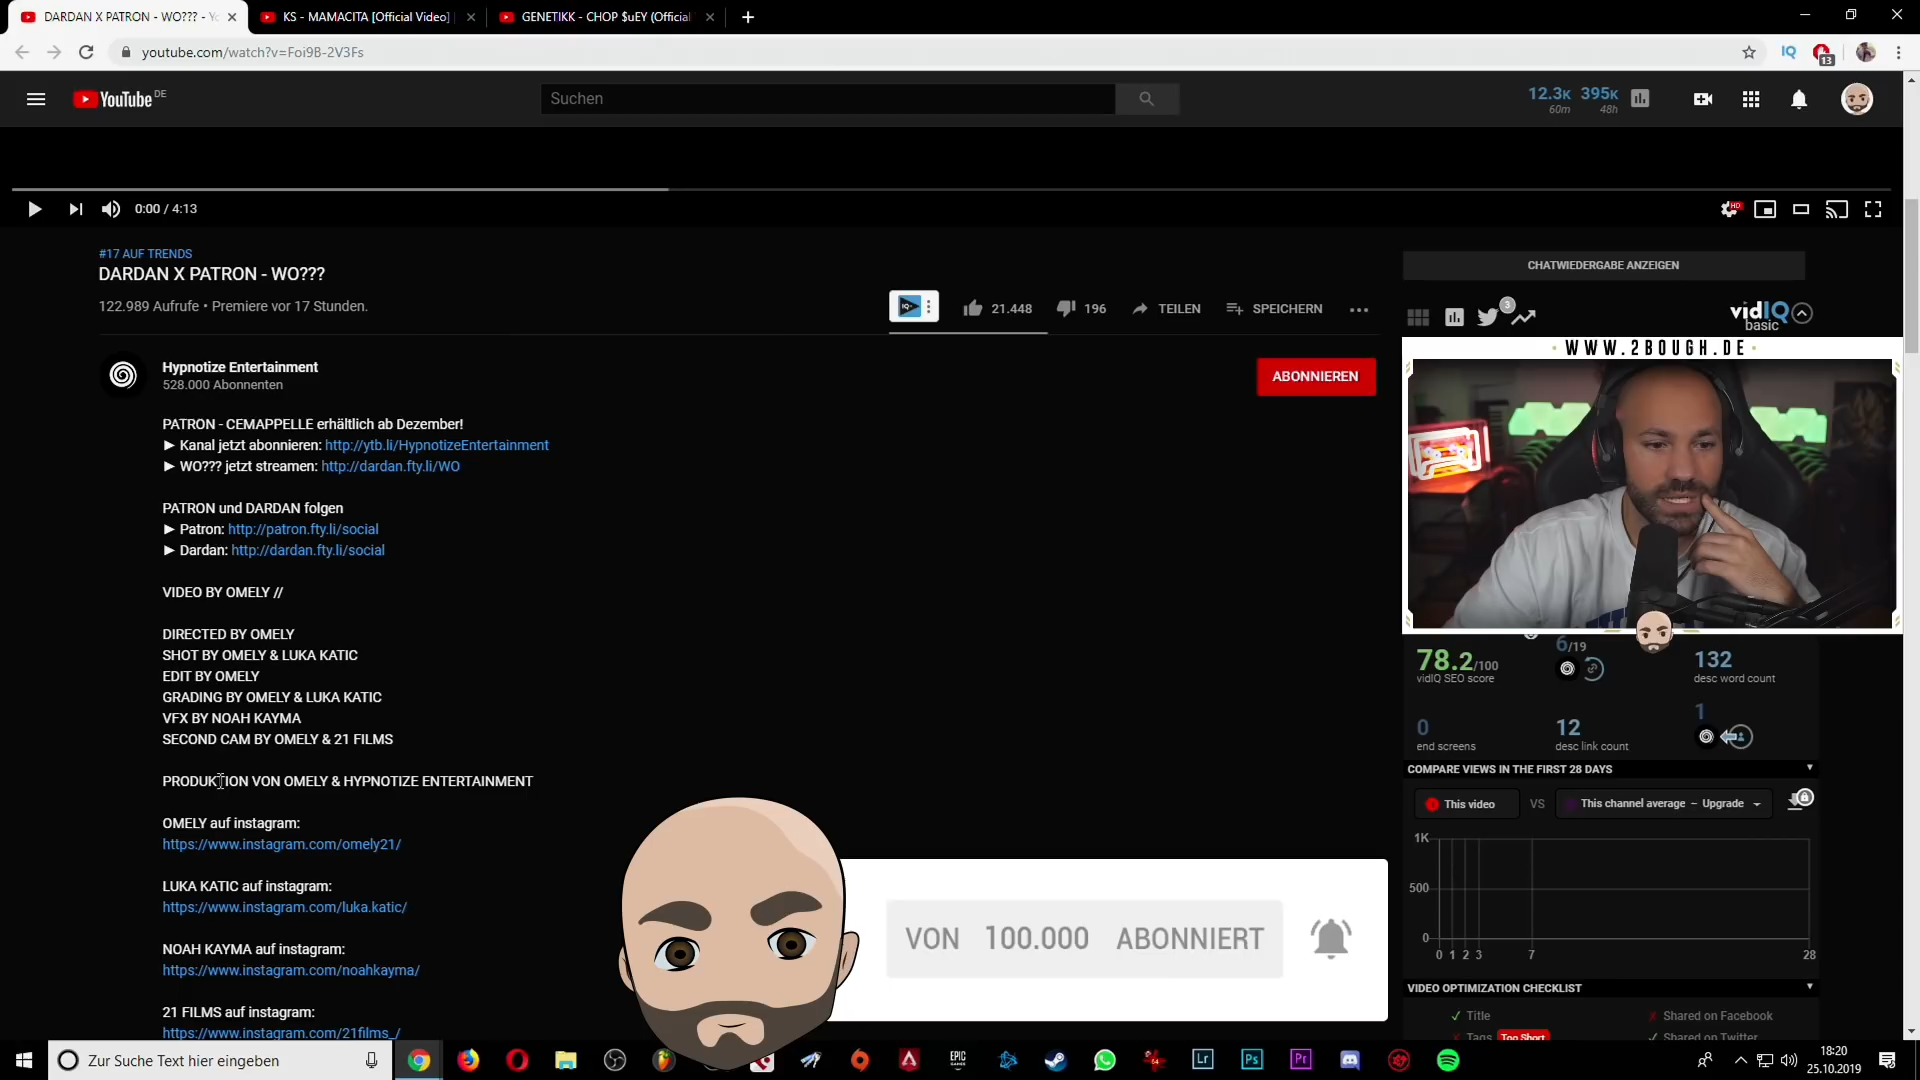 DARDAN X PATRON - WO??? - Y
KS - MAMACITA [Official Video]
GENETIKK - CHOP $uEY (Official
youtube.com/watch?v=Foi9B-2V3Fs
IQ
13
YouTube DE
Suchen
12.3K 395K
60m 48h
0:00 / 4:13
HD
#17 AUF TRENDS
DARDAN X PATRON - WO???
122.989 Aufrufe • Premiere vor 17 Stunden.
21.448
196
TEILEN
SPEICHERN
Hypnotize Entertainment
528.000 Abonnenten
ABONNIEREN
PATRON - CEMAPPELLE erhältlich ab Dezember!
► Kanal jetzt abonnieren: http://ytb.li/HypnotizeEntertainment
► WO??? jetzt streamen: http://dardan.fty.li/WO
PATRON und DARDAN folgen
► Patron: http://patron.fty.li/social
► Dardan: http://dardan.fty.li/social
VIDEO BY OMELY //
DIRECTED BY OMELY
SHOT BY OMELY & LUKA KATIC
EDIT BY OMELY
GRADING BY OMELY & LUKA KATIC
VFX BY NOAH KAYMA
SECOND CAM BY OMELY & 21 FILMS
PRODUKTION VON OMELY & HYPNOTIZE ENTERTAINMENT
OMELY auf instagram:
https://www.instagram.com/omely21/
LUKA KATIC auf instagram:
https://www.instagram.com/luka.katic/
NOAH KAYMA auf instagram:
https://www.instagram.com/noahkayma/
21 FILMS auf instagram:
https://www.instagram.com/21films_/
VON 100.000 ABONNIERT
CHATWIEDERGABE ANZEIGEN
3
vidIQ
basic
WWW.2BOUGH.DE
78.2/100
vidIQ SEO score
6/19
132
desc word count
0
end screens
12
desc link count
1
COMPARE VIEWS IN THE FIRST 28 DAYS
This video
VS
This channel average – Upgrade
1K
500
0
0 1 2 3 7 28
VIDEO OPTIMIZATION CHECKLIST
Title
Shared on Facebook
Tags Too Short
Shared on Twitter
Zur Suche Text hier eingeben
EPIC GAMES
64
Lr
Ps
Pr
18:20
25.10.2019